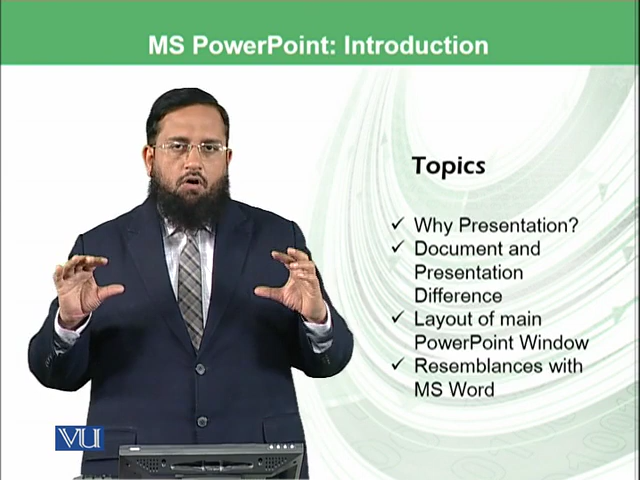 MS PowerPoint: Introduction
Topics
✓ Why Presentation?
✓ Document and
Presentation
Difference
✓ Layout of main
PowerPoint Window
✓ Resemblances with
MS Word
VU